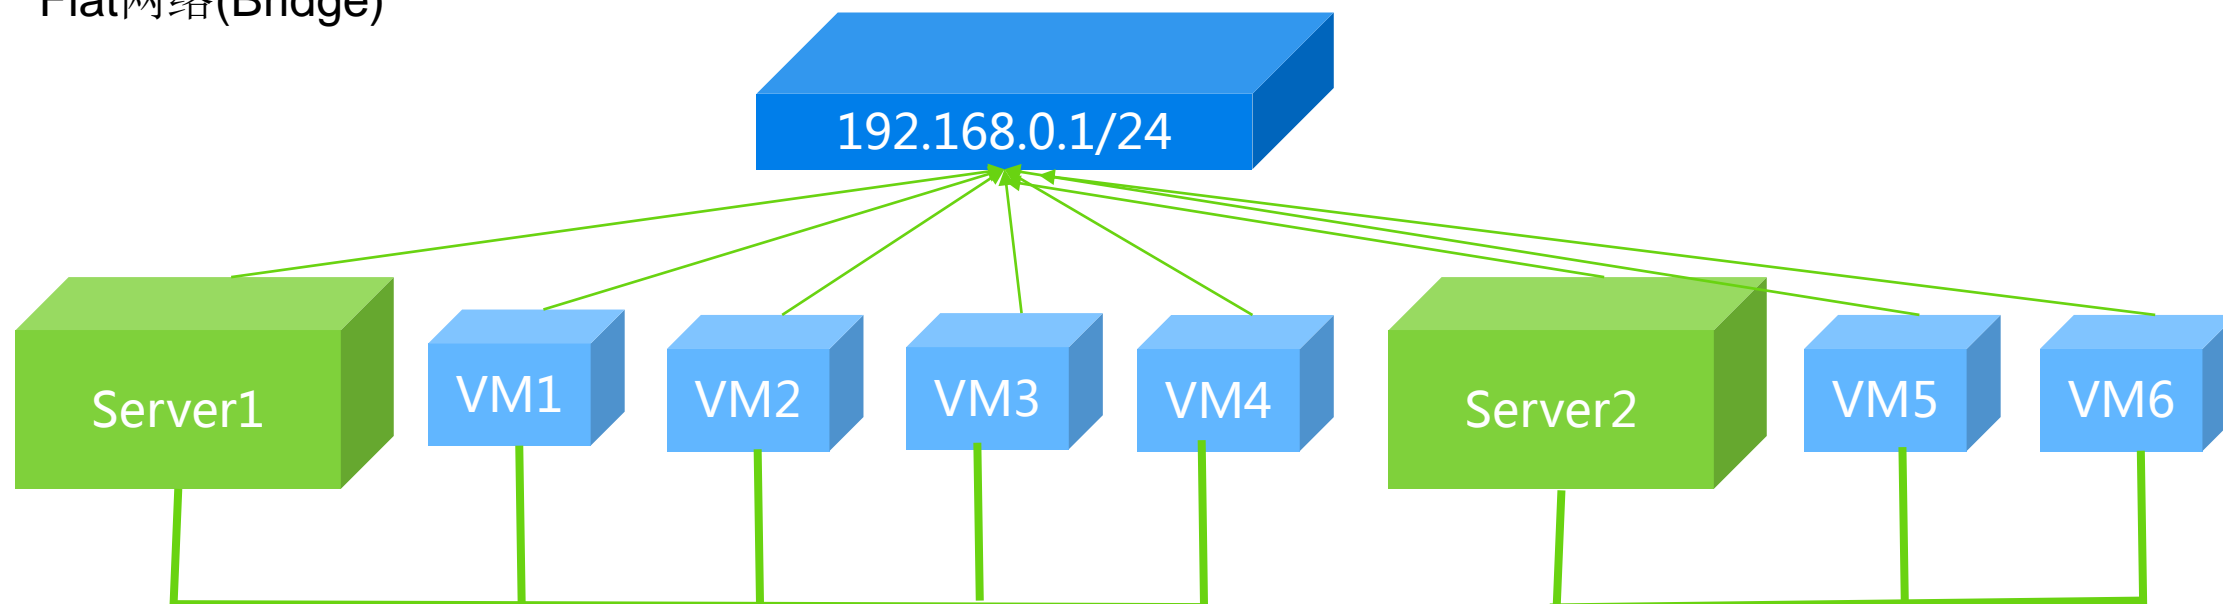 Flat网络(Bridge)
192.168.0.1/24
Server1
VM1
VM2
VM3
VM4
Server2
VM5
VM6